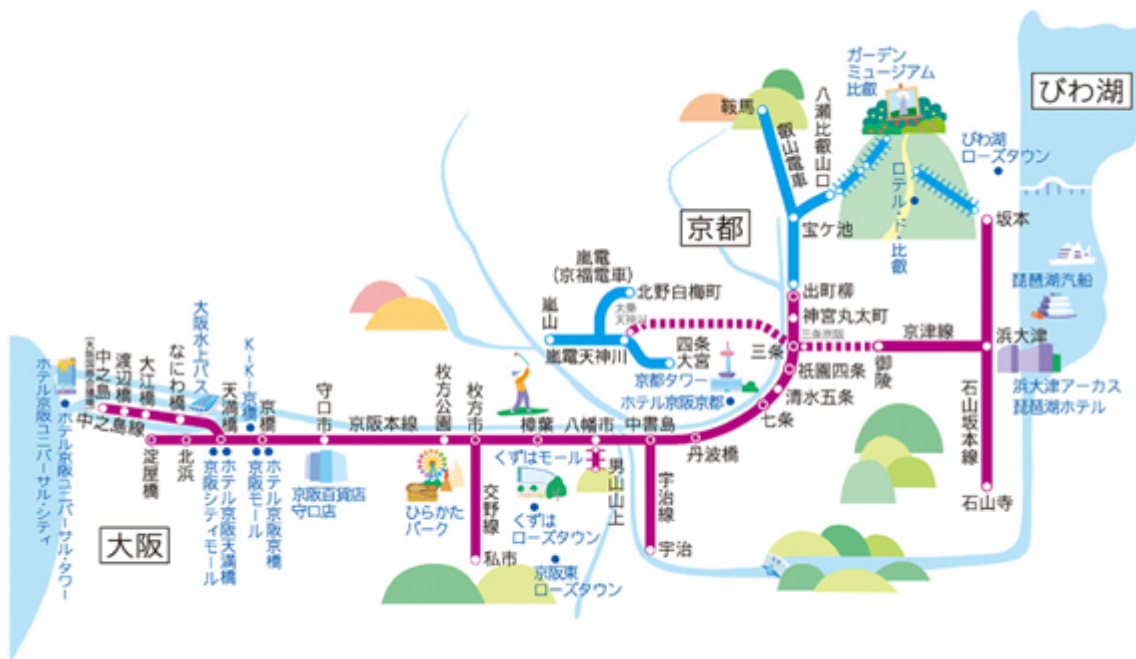 ガーデン
ミュージアム
比叡
びわ湖
びわ湖
ローズタウン
鞍馬
叡山電車
八瀬比叡山口
ロテル・ド・比叡
坂本
京都
宝ケ池
嵐電
(京福電車)
北野白梅町
嵐山
太秦
天神川
嵐電天神川
四条
大宮
京都タワー
ホテル京阪京都
出町柳
神宮丸太町
三条
三条京阪
祇園四条
清水五条
七条
丹波橋
京津線
御陵
浜大津
琵琶湖汽船
浜大津アーカス
琵琶湖ホテル
石山坂本線
石山寺
中之島
渡辺橋
大江橋
なにわ橋
大阪水上バス
天満橋
K-K-京橋
京橋
守口市
京阪本線
枚方公園
枚方市
樟葉
八幡市
中書島
中之島線
淀屋橋
北浜
ホテル京阪ユニバーサル・シティ
ホテル京阪ユニバーサル・タワー
大阪
京阪シティモール
ホテル京阪天満橋
京阪モール
ホテル京阪京橋
京阪百貨店
守口店
ひらかた
パーク
交野線
私市
くずはモール
くずは
ローズタウン
京阪東
ローズタウン
男山山上
宇治線
宇治